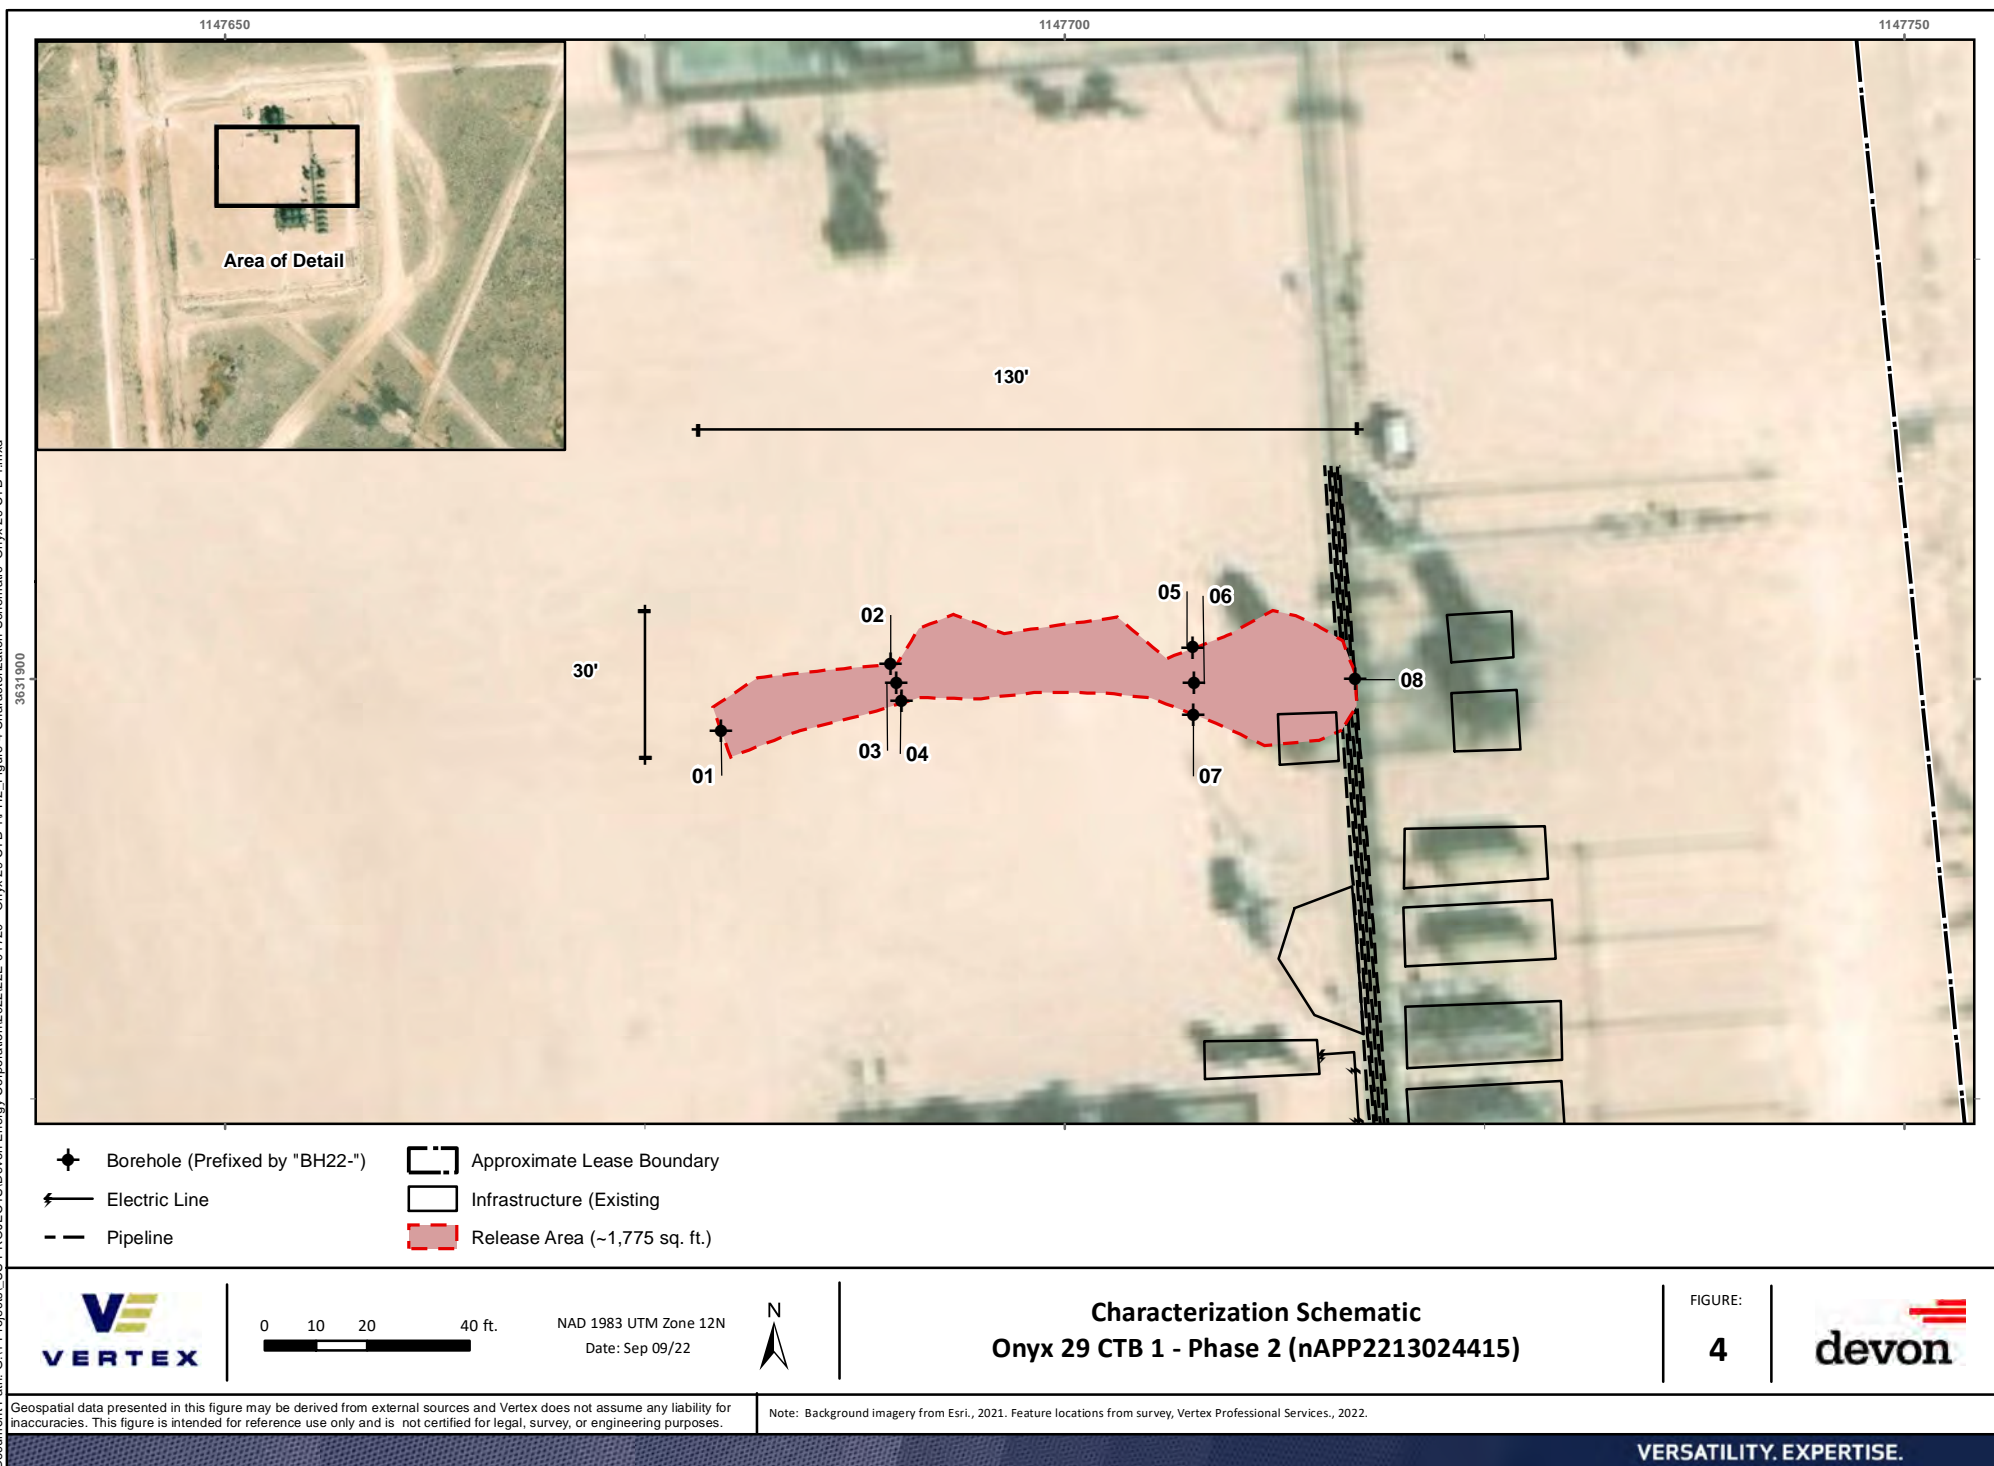 1147650
1147700
1147750
Area of Detail
130'
30'
3631900
02
05
06
08
03
04
07
01
Borehole (Prefixed by "BH22-")
Approximate Lease Boundary
Electric Line
Infrastructure (Existing
Pipeline
Release Area (~1,775 sq. ft.)
VE
VERTEX
0 10 20 40 ft.
NAD 1983 UTM Zone 12N
Date: Sep 09/22
N
Characterization Schematic
Onyx 29 CTB 1 - Phase 2 (nAPP2213024415)
FIGURE:
4
devon
Geospatial data presented in this figure may be derived from external sources and Vertex does not assume any liability for
inaccuracies. This figure is intended for reference use only and is not certified for legal, survey, or engineering purposes.
Note: Background imagery from Esri., 2021. Feature locations from survey, Vertex Professional Services., 2022.
VERSATILITY. EXPERTISE.